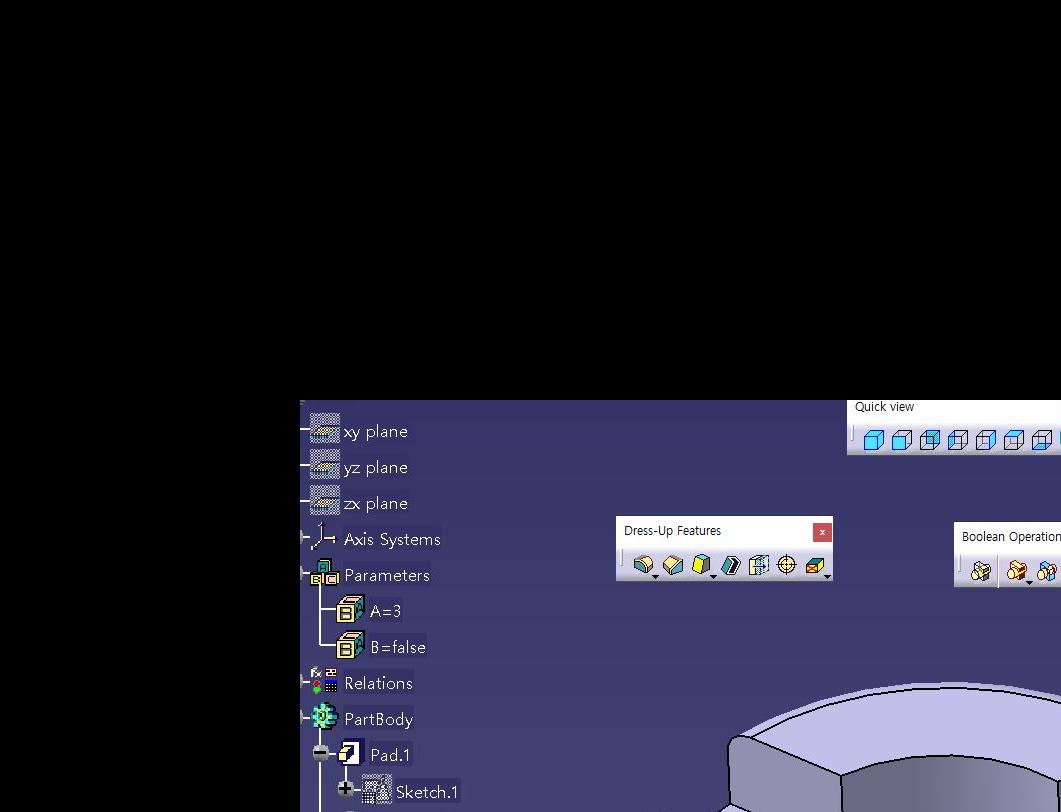 Quick view
xy plane
yz plane
zx plane
Dress-Up Features
Boolean Operation
Axis Systems
Parameters
A=3
B=false
Relations
PartBody
Pad.1
Sketch.1